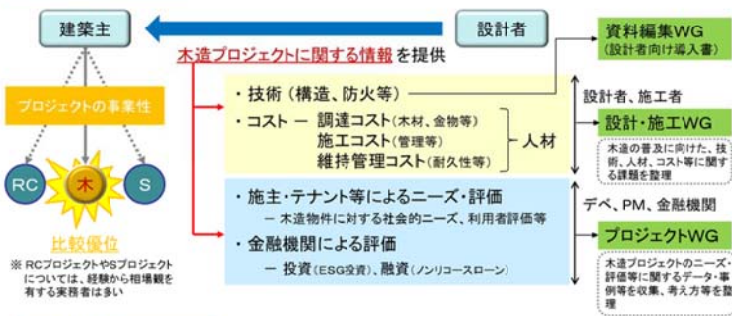 建築主
設計者
資料編集WG
(設計者向け導入書)
木造プロジェクトに関する情報 を提供
プロジェクトの事業性
・技術(構造、防火等)
・コスト ー 調達コスト(木材、金物等)
施工コスト(管理等)
維持管理コスト(耐久性等)
人材
設計者、施工者
設計・施工WG
木造の普及に向けた、技
術、人材、コスト等に関す
る課題を整理
RC
木
S
比較優位
※ RCプロジェクトやSプロジェクト
については、経験から相場観を
有する実務者は多い
・施主・テナント等によるニーズ・評価
ー 木造物件に対する社会的ニーズ、利用者評価等
・金融機関による評価
ー 投資(ESG投資)、融資(ノンリコースローン)
デベ、PM、金融機関
プロジェクトWG
木造プロジェクトのニーズ・
評価等に関するデータ・事
例等を収集、考え方等を整
理